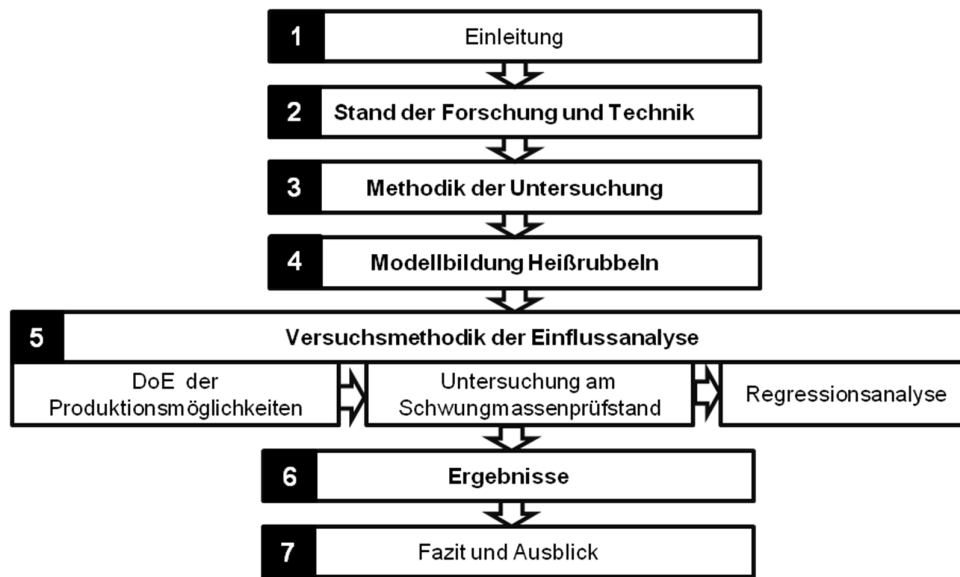 1 Einleitung
2 Stand der Forschung und Technik
3 Methodik der Untersuchung
4 Modellbildung Heißrubbeln
5 Versuchsmethodik der Einflussanalyse
DoE der
Produktionsmöglichkeiten
Untersuchung am
Schwungmassenprüfstand
Regressionsanalyse
6 Ergebnisse
7 Fazit und Ausblick